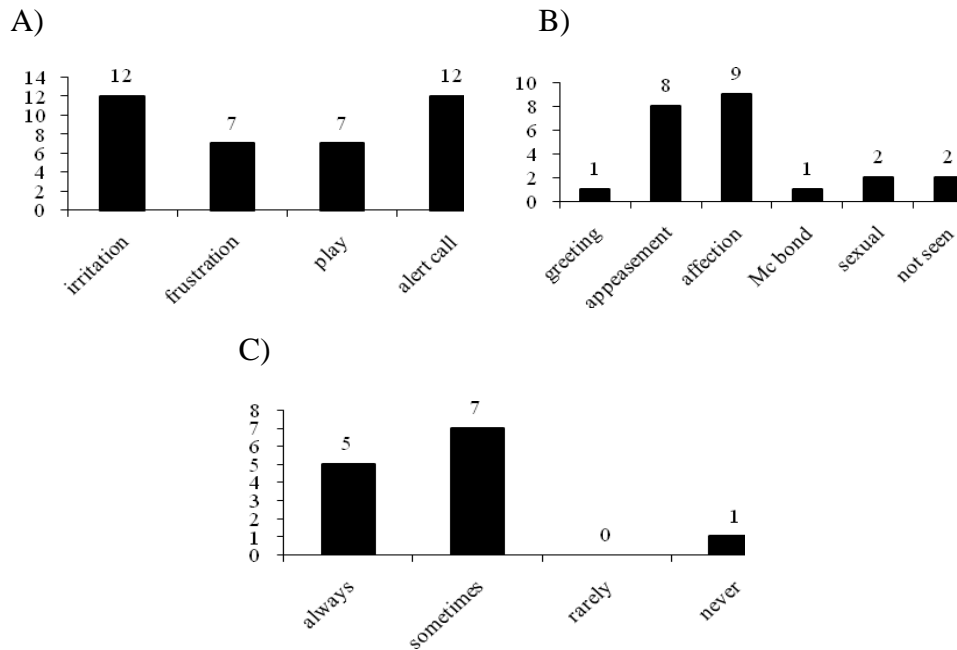 A)
14
12
10
8
6
4
2
0
12
7
7
12
irritation
frustration
play
alert call
B)
10
8
6
4
2
0
1
8
9
1
2
2
greeting
appeasement
affection
Mc bond
sexual
not seen
C)
8
7
6
5
4
3
2
1
0
5
7
0
1
always
sometimes
rarely
never